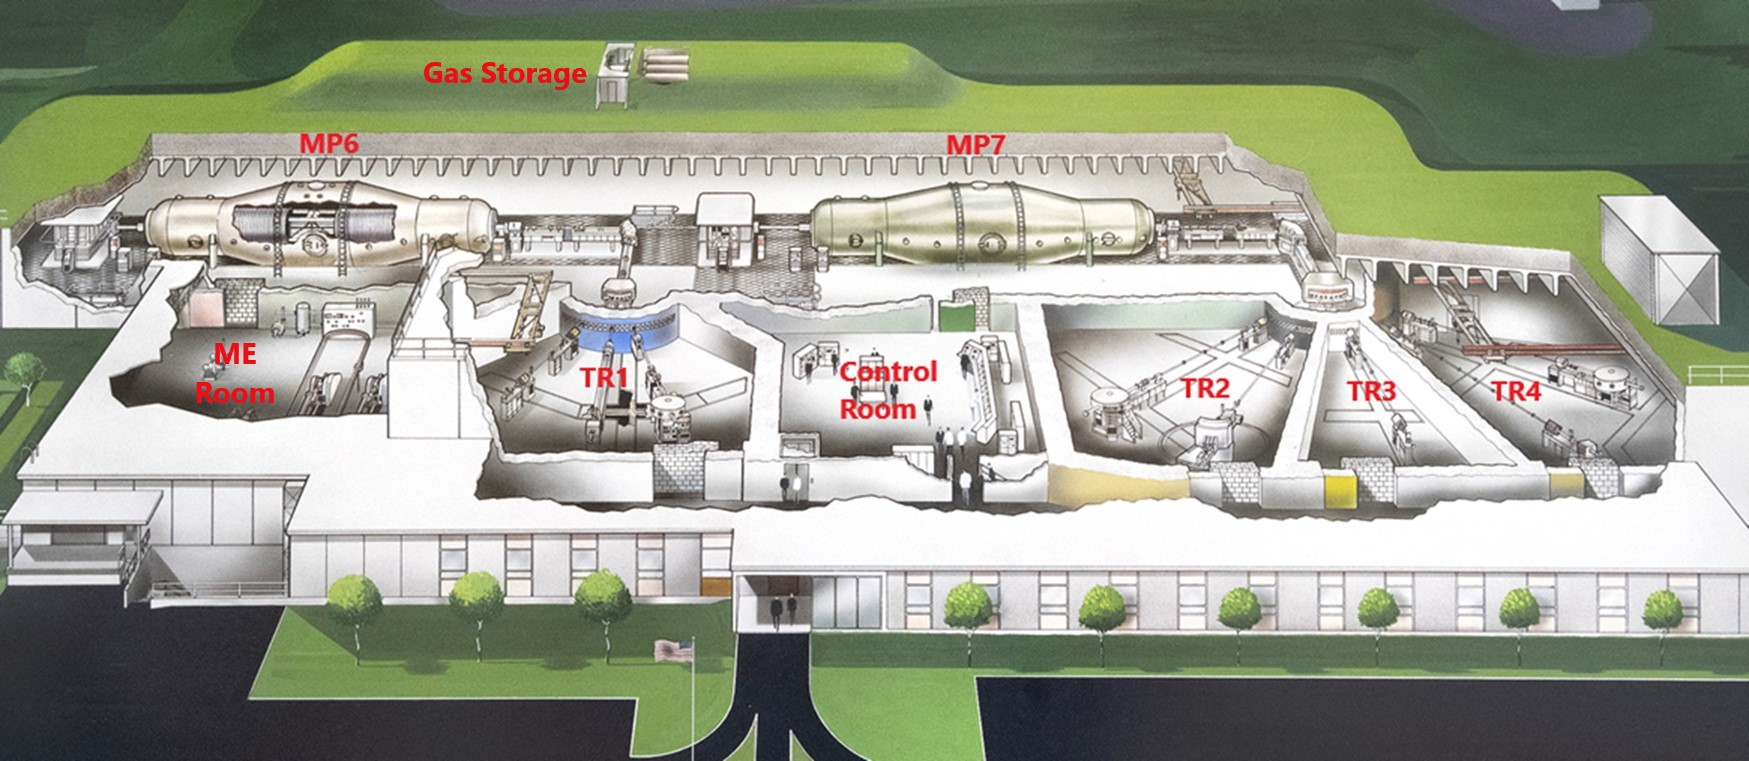 Gas Storage
MP6
MP7
ME
Room
TR1
Control
Room
TR2
TR3
TR4